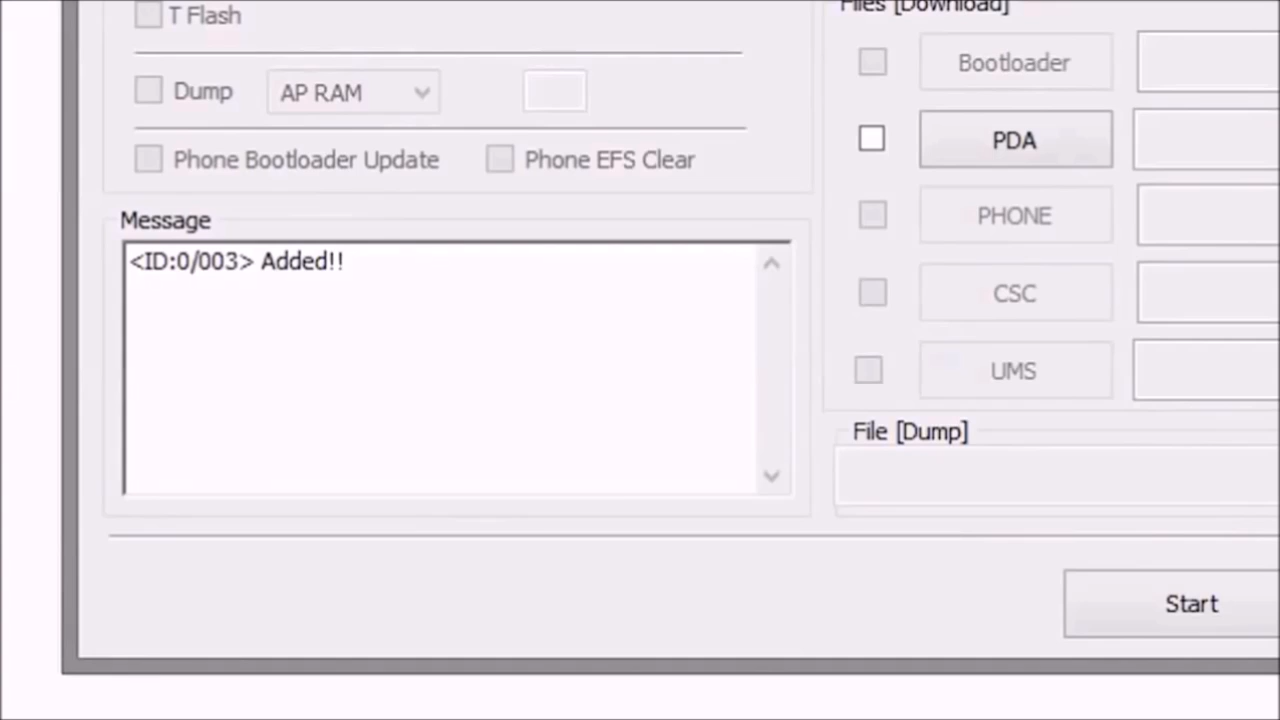 T Flash
Dump AP RAM
Phone Bootloader Update Phone EFS Clear
Message
<ID:0/003> Added!!
Files [Download]
Bootloader
PDA
PHONE
CSC
UMS
File [Dump]
Start